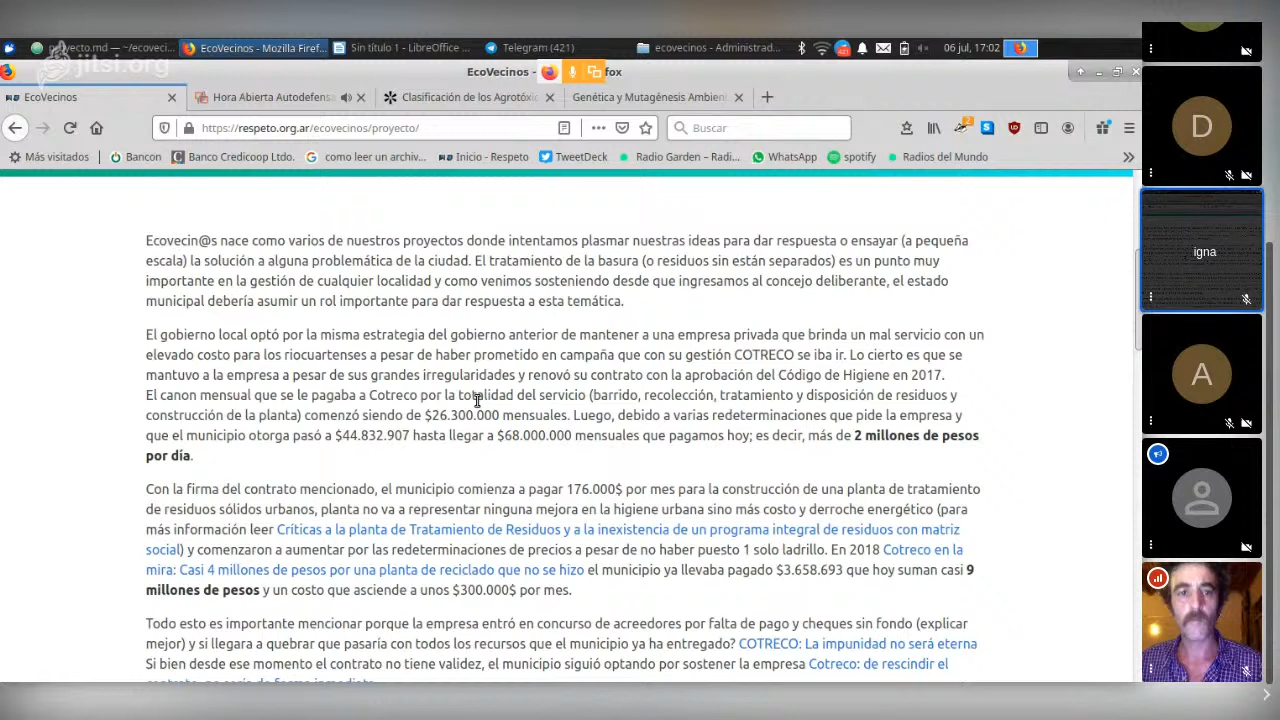 jitsi.org
proyecto.md — ~/ecoveci...
EcoVecinos - Mozilla Firef...
Sin título 1 - LibreOffice ...
Telegram (421)
ecovecinos - Administrad...
421
06 jul, 17:02
EcoVecinos -
fox
EcoVecinos
Hora Abierta Autodefensa
Clasificación de los Agrotóxi
Genética y Mutagénesis Ambien
https://respeto.org.ar/ecovecinos/proyecto/
Buscar
2
Más visitados
Bancon
Banco Credicoop Ltdo.
como leer un archiv...
Inicio - Respeto
TweetDeck
Radio Garden – Radi...
WhatsApp
spotify
Radios del Mundo
Ecovecin@s nace como varios de nuestros proyectos donde intentamos plasmar nuestras ideas para dar respuesta o ensayar (a pequeña
escala) la solución a alguna problemática de la ciudad. El tratamiento de la basura (o residuos sin están separados) es un punto muy
importante en la gestión de cualquier localidad y como venimos sosteniendo desde que ingresamos al concejo deliberante, el estado
municipal debería asumir un rol importante para dar respuesta a esta temática.
El gobierno local optó por la misma estrategia del gobierno anterior de mantener a una empresa privada que brinda un mal servicio con un
elevado costo para los riocuartenses a pesar de haber prometido en campaña que con su gestión COTRECO se iba ir. Lo cierto es que se
mantuvo a la empresa a pesar de sus grandes irregularidades y renovó su contrato con la aprobación del Código de Higiene en 2017.
El canon mensual que se le pagaba a Cotreco por la totalidad del servicio (barrido, recolección, tratamiento y disposición de residuos y
construcción de la planta) comenzó siendo de $26.300.000 mensuales. Luego, debido a varias redeterminaciones que pide la empresa y
que el municipio otorga pasó a $44.832.907 hasta llegar a $68.000.000 mensuales que pagamos hoy; es decir, más de 2 millones de pesos
por día.
Con la firma del contrato mencionado, el municipio comienza a pagar 176.000$ por mes para la construcción de una planta de tratamiento
de residuos sólidos urbanos, planta no va a representar ninguna mejora en la higiene urbana sino más costo y derroche energético (para
más información leer Críticas a la planta de Tratamiento de Residuos y a la inexistencia de un programa integral de residuos con matriz
social) y comenzaron a aumentar por las redeterminaciones de precios a pesar de no haber puesto 1 solo ladrillo. En 2018 Cotreco en la
mira: Casi 4 millones de pesos por una planta de reciclado que no se hizo el municipio ya llevaba pagado $3.658.693 que hoy suman casi 9
millones de pesos y un costo que asciende a unos $300.000$ por mes.
Todo esto es importante mencionar porque la empresa entró en concurso de acreedores por falta de pago y cheques sin fondo (explicar
mejor) y si llegara a quebrar que pasaría con todos los recursos que el municipio ya ha entregado? COTRECO: La impunidad no será eterna
Si bien desde ese momento el contrato no tiene validez, el municipio siguió optando por sostener la empresa Cotreco: de rescindir el
contrato, no sería de forma inmediata
D
igna
A